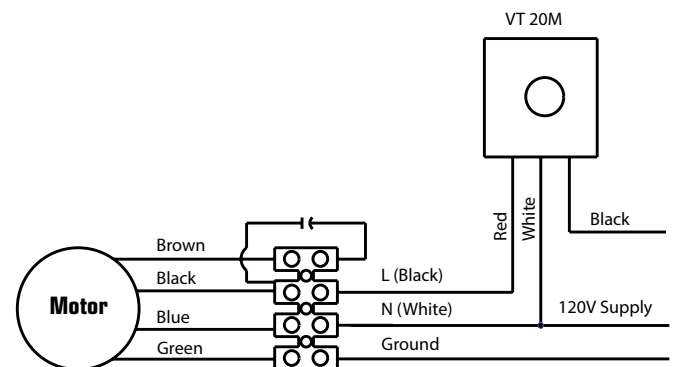 VT 20M
Red
White
Black
Brown
Black
L (Black)
Motor
Blue
N (White)
120V Supply
Green
Ground